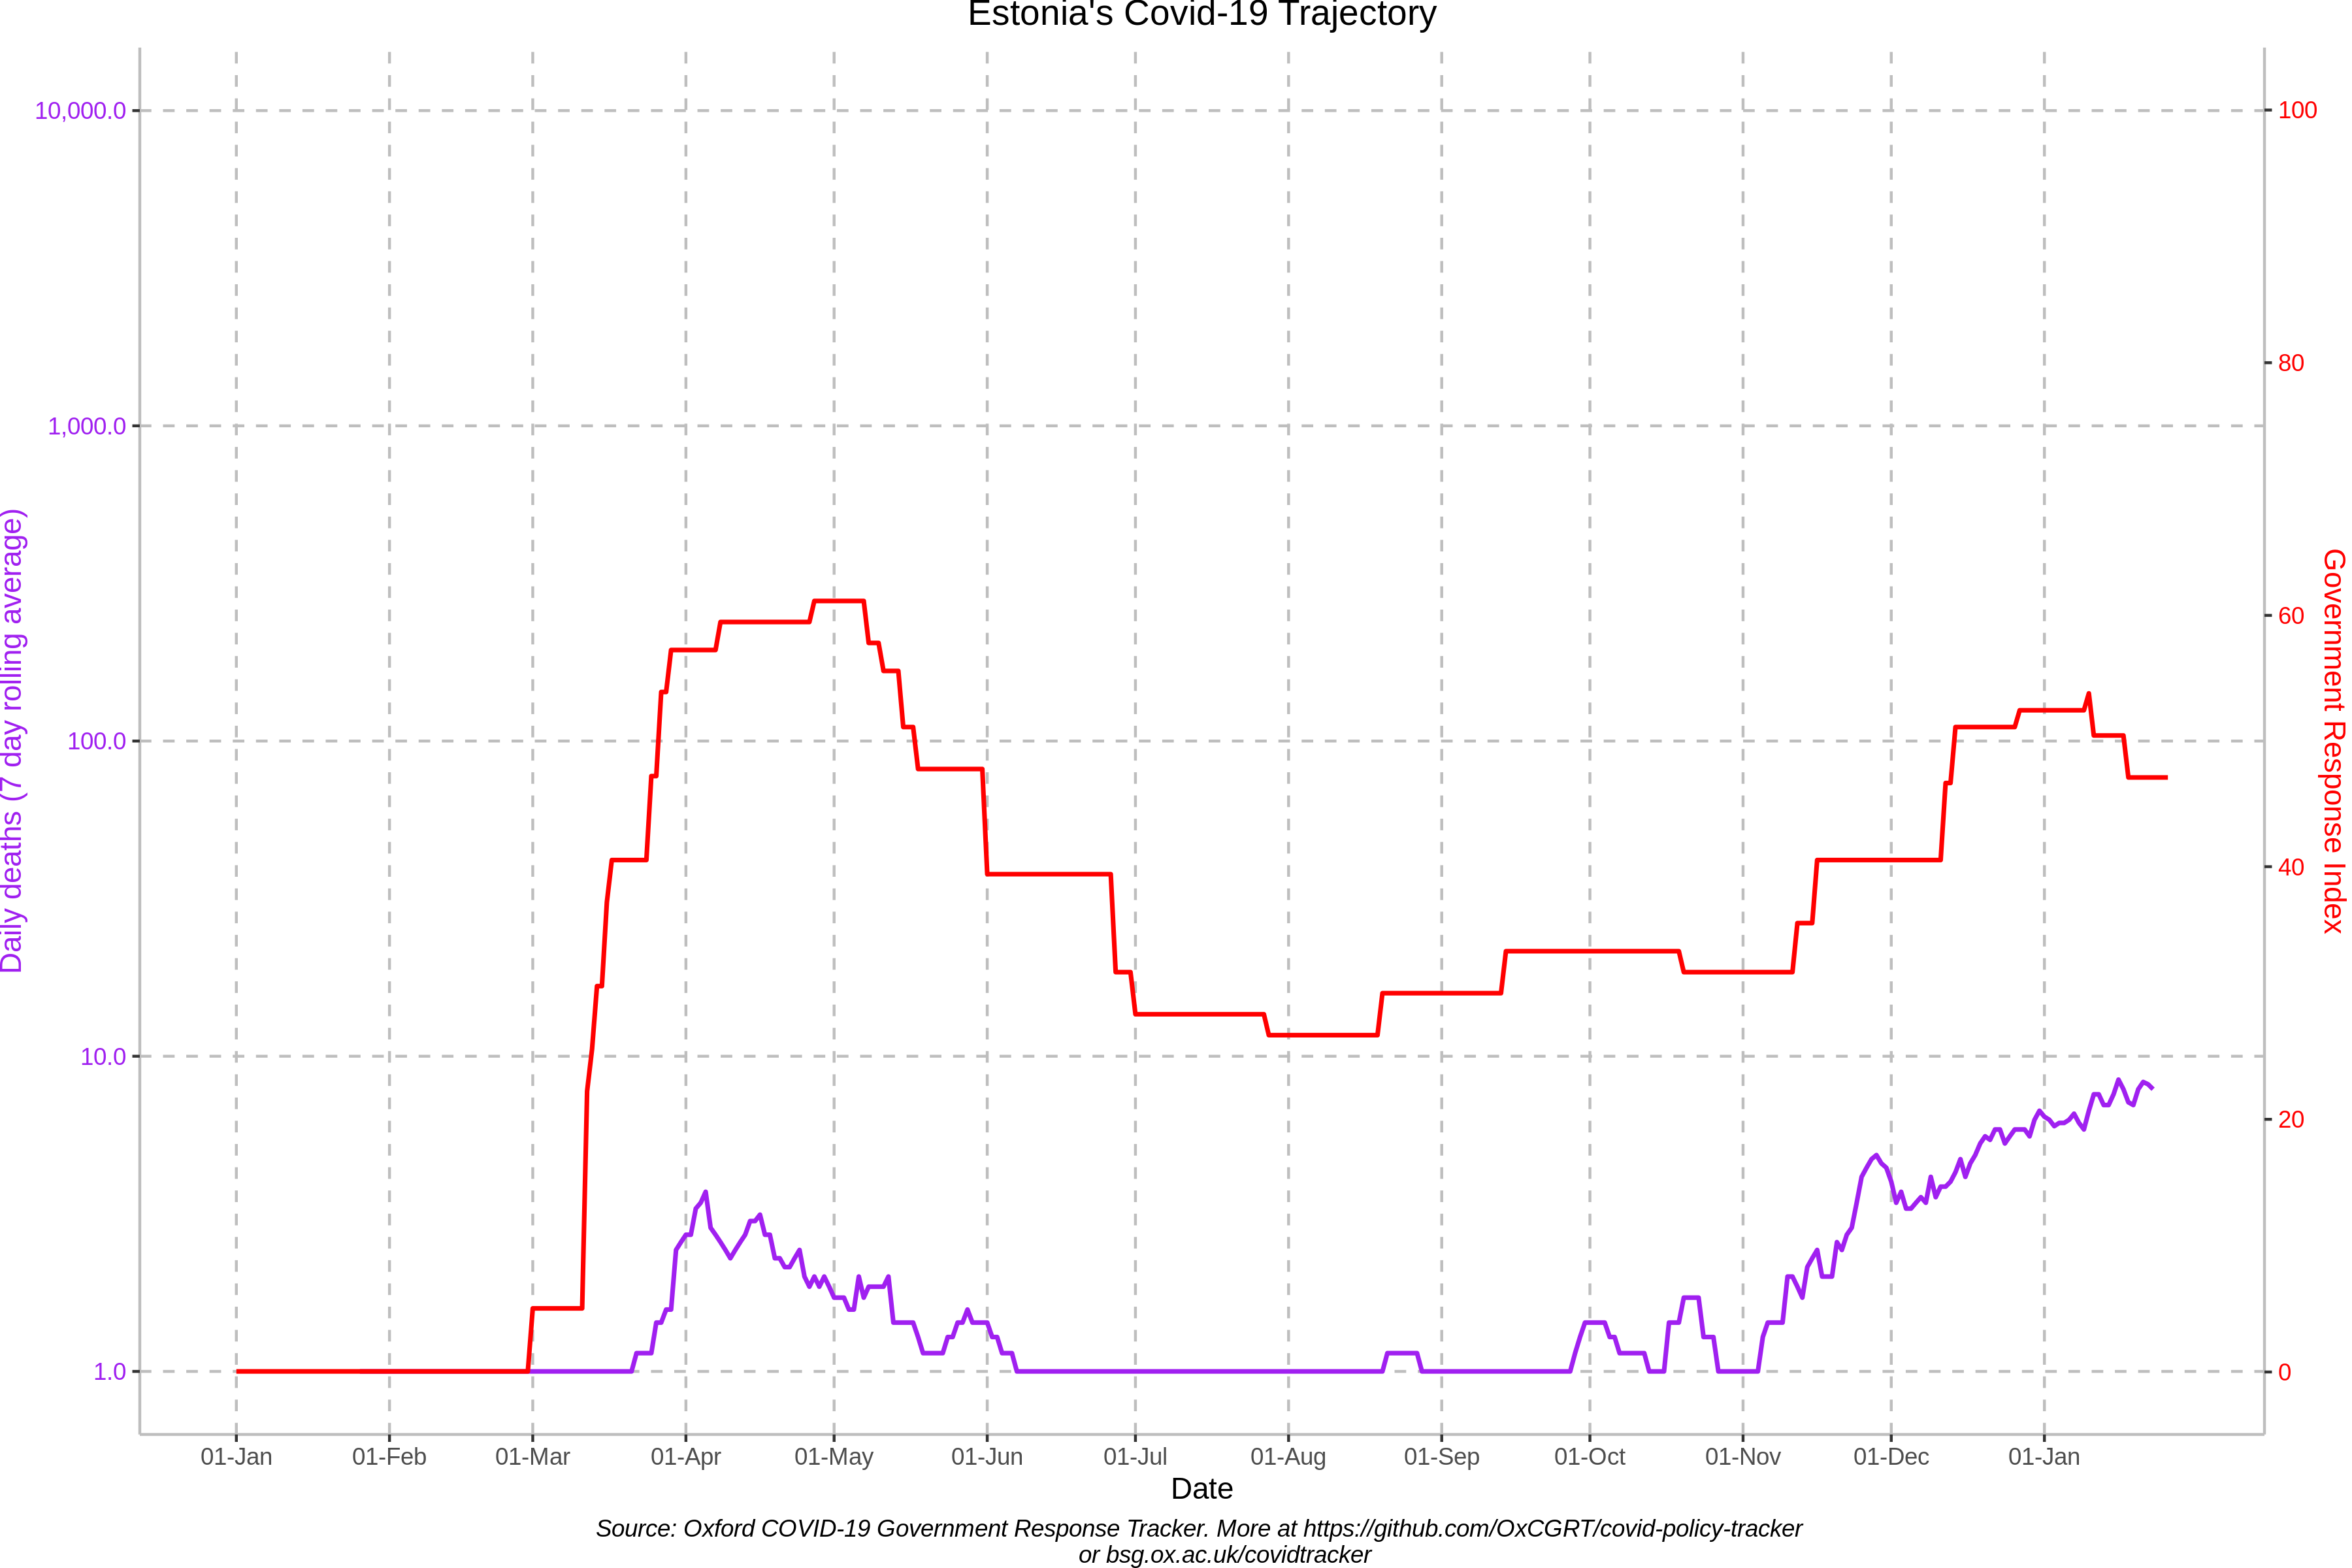 Estonia's Covid-19 Trajectory
10,000.0
1,000.0
100.0
10.0
1.0
Daily deaths (7 day rolling average)
100
80
60
40
20
0
Government Response Index
01-Jan 01-Feb 01-Mar 01-Apr 01-May 01-Jun 01-Jul 01-Aug 01-Sep 01-Oct 01-Nov 01-Dec 01-Jan
Date
Source: Oxford COVID-19 Government Response Tracker. More at https://github.com/OxCGRT/covid-policy-tracker
or bsg.ox.ac.uk/covidtracker